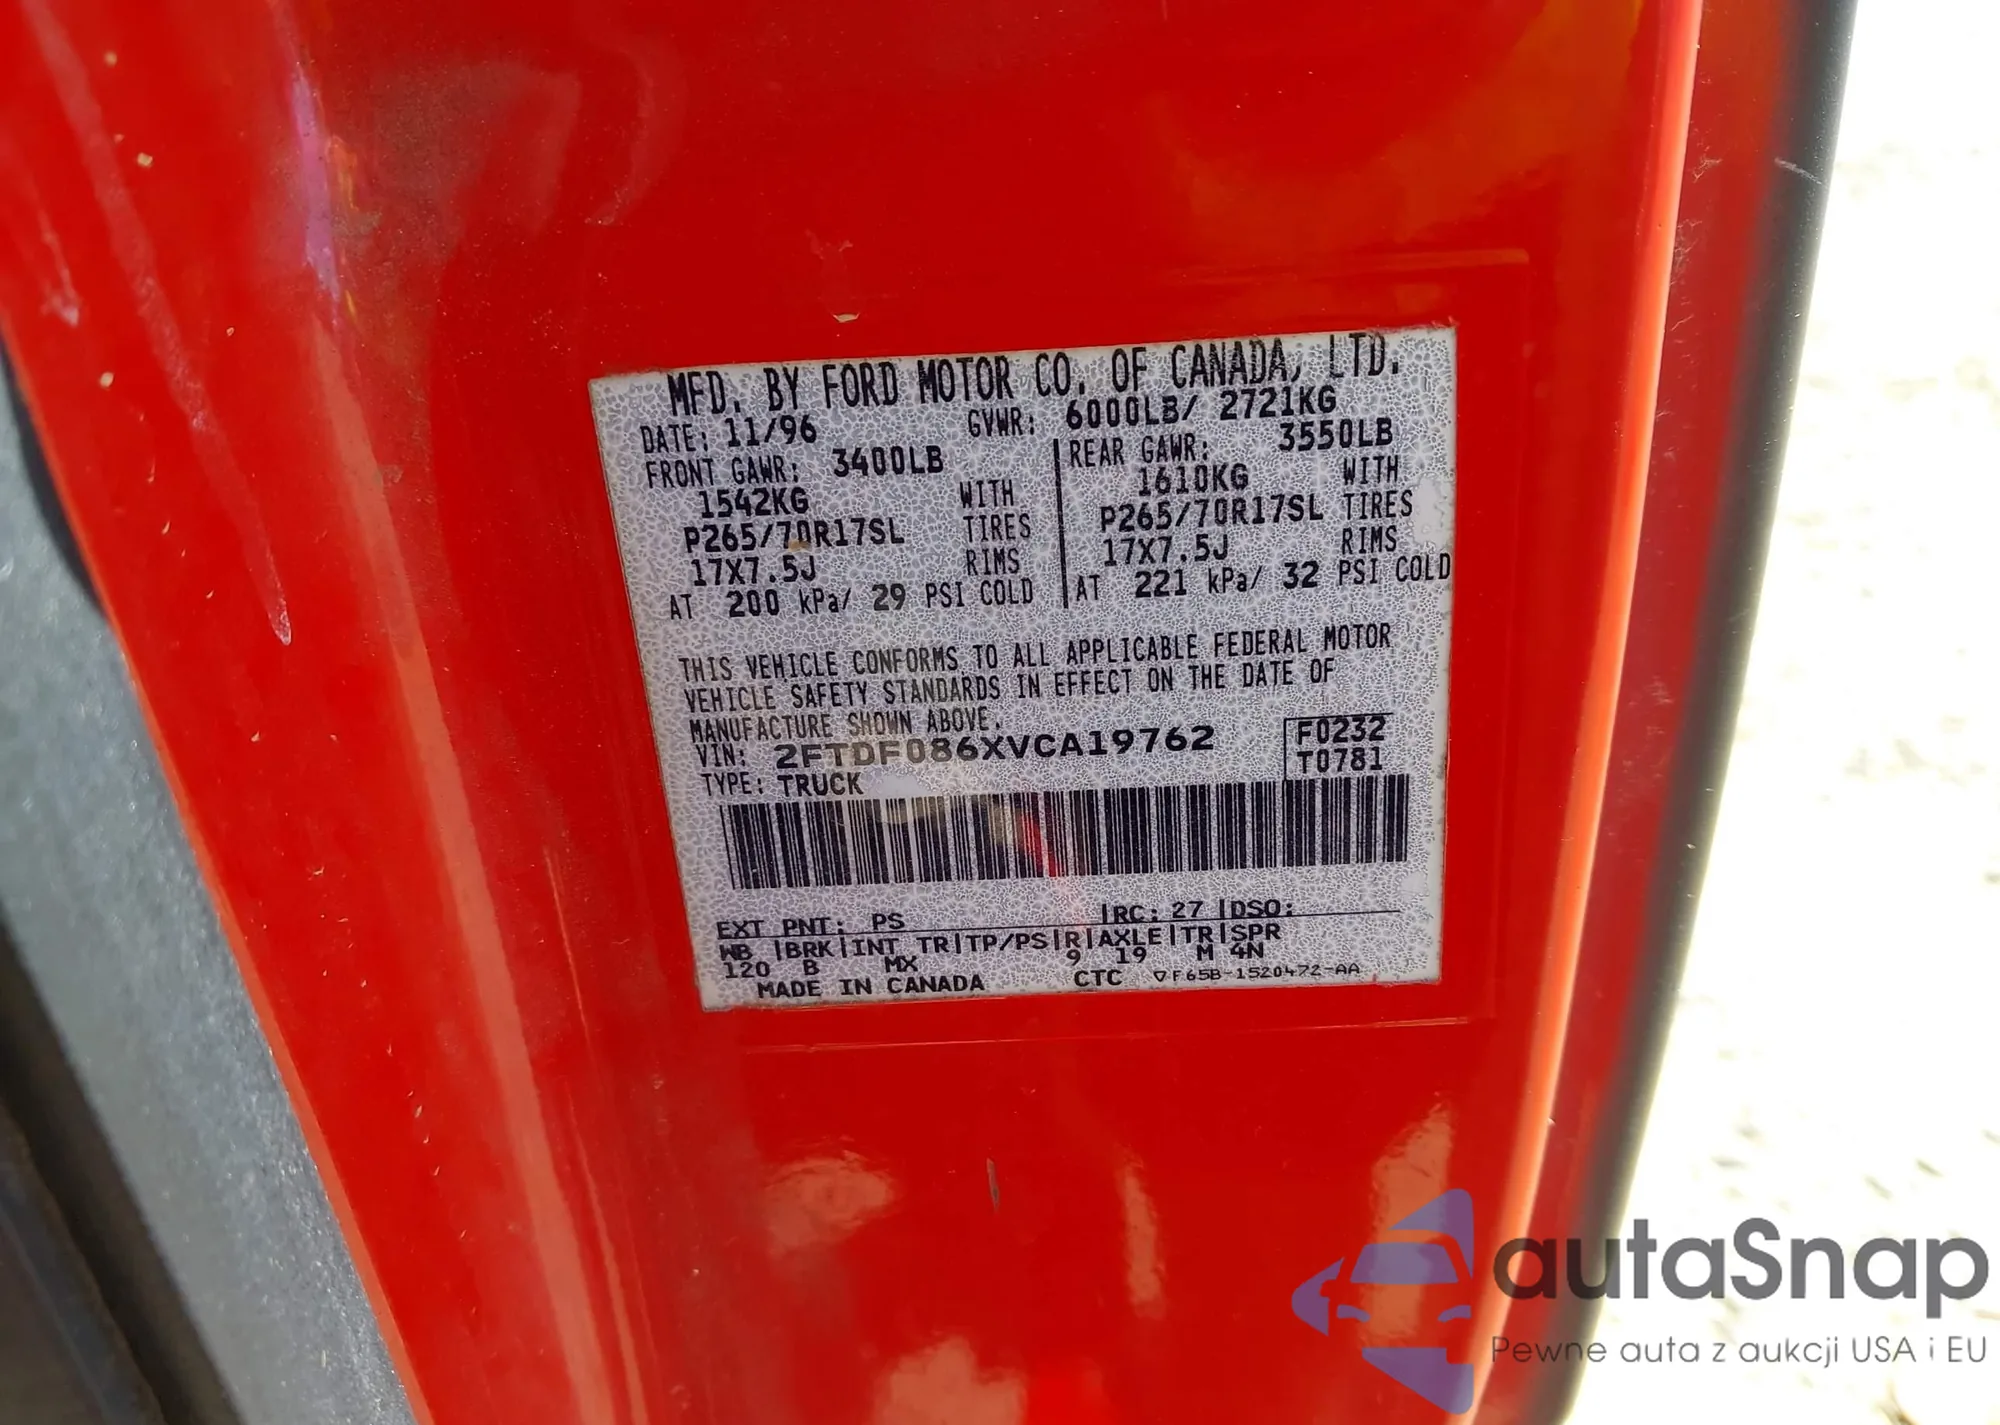 MFD. BY FORD MOTOR CO. OF CANADA, LTD.
DATE: 11/96 GVWR: 6000LB/ 2721KG
FRONT GAWR: 3400LB REAR GAWR: 3550LB
1542KG WITH 1610KG WITH
P265/70R17SL TIRES P265/70R17SL TIRES
17X7.5J RIMS 17X7.5J RIMS
AT 200 kPa/ 29 PSI COLD AT 221 kPa/ 32 PSI COLD
THIS VEHICLE CONFORMS TO ALL APPLICABLE FEDERAL MOTOR
VEHICLE SAFETY STANDARDS IN EFFECT ON THE DATE OF
MANUFACTURE SHOWN ABOVE.
VIN: 2FTDF086XVCA19762 F0232
TYPE: TRUCK T0781
EXT PNT: PS RC: 27 DSO:
WB BRK INT TR TP/PS R AXLE TR SPR
120 B MX 9 19 M 4N
MADE IN CANADA CTC ▽F65B-1520472-AA
autaSnap
Pewne auta z aukcji USA i EU